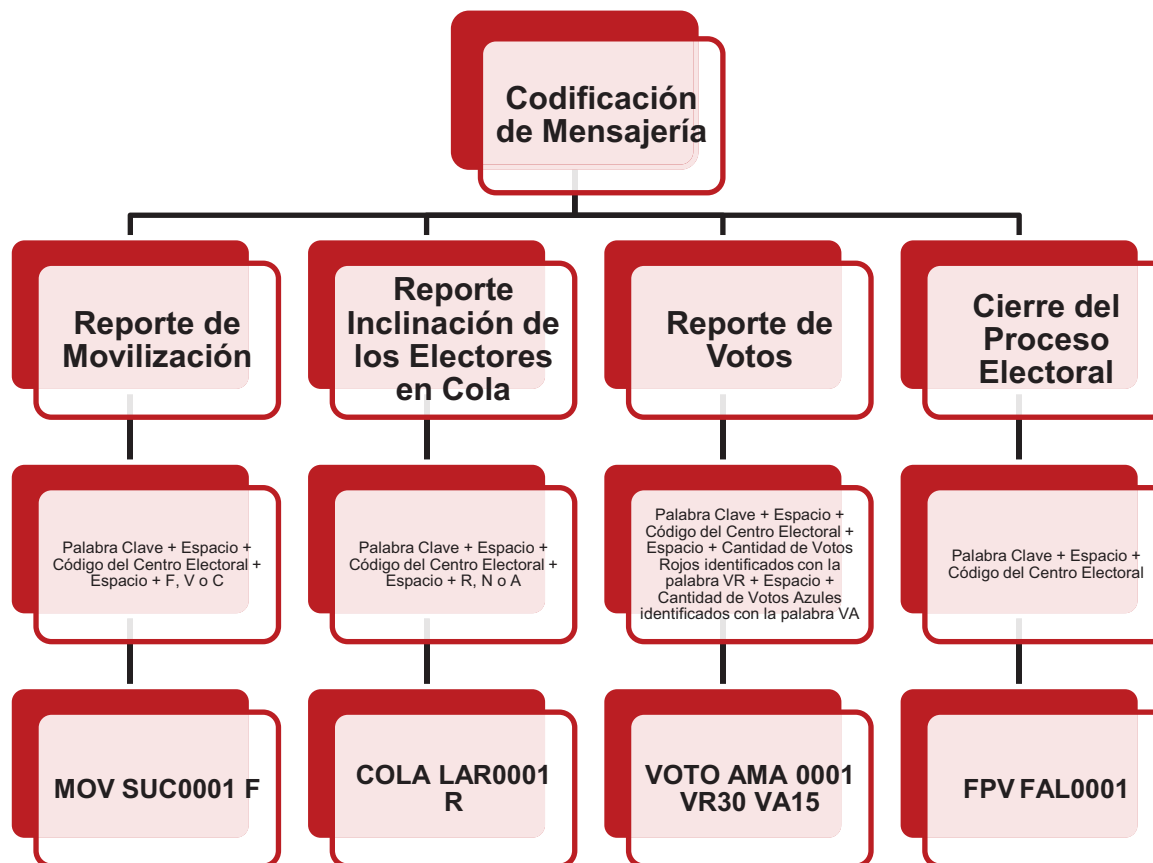 Codificación
de Mensajería
Reporte de
Movilización
Reporte
Inclinación de
los Electores
en Cola
Reporte de
Votos
Cierre del
Proceso
Electoral
Palabra Clave + Espacio +
Código del Centro Electoral +
Espacio + F, V o C
Palabra Clave + Espacio +
Código del Centro Electoral +
Espacio + R, N o A
Palabra Clave + Espacio +
Código del Centro Electoral +
Espacio + Cantidad de Votos
Rojos identificados con la
palabra VR + Espacio +
Cantidad de Votos Azules
identificados con la palabra VA
Palabra Clave + Espacio +
Código del Centro Electoral
MOV SUC0001 F
COLA LAR0001
R
VOTO AMA 0001
VR30 VA15
FPV FAL0001